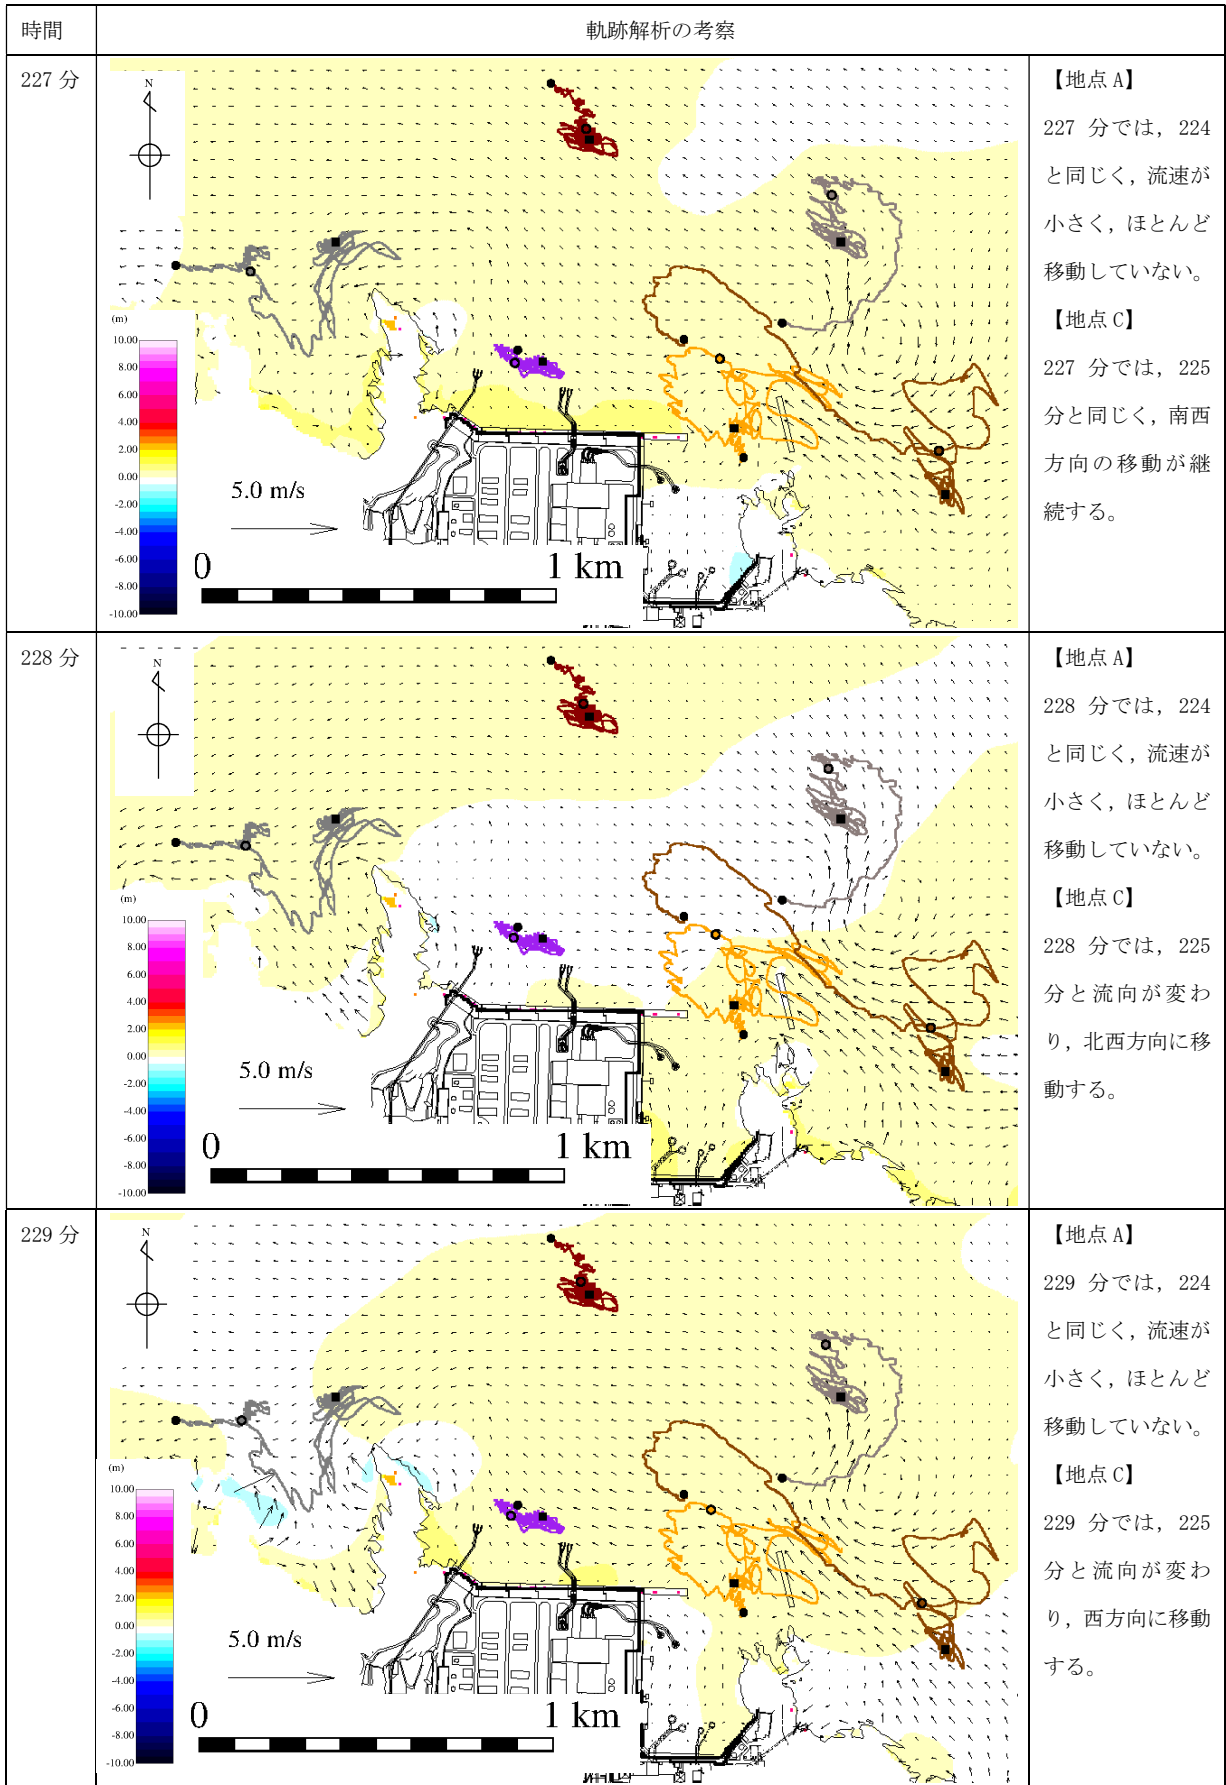 時間
軌跡解析の考察
227 分
N
(m)
10.00
8.00
6.00
4.00
2.00
0.00
-2.00
-4.00
-6.00
-8.00
-10.00
5.0 m/s
0
1 km
【地点 A】
227 分では，224
と同じく，流速が
小さく，ほとんど
移動していない。
【地点 C】
227 分では，225
分と同じく，南西
方向の移動が継
続する。
228 分
N
(m)
10.00
8.00
6.00
4.00
2.00
0.00
-2.00
-4.00
-6.00
-8.00
-10.00
5.0 m/s
0
1 km
【地点 A】
228 分では，224
と同じく，流速が
小さく，ほとんど
移動していない。
【地点 C】
228 分では，225
分と流向が変わ
り，北西方向に移
動する。
229 分
N
(m)
10.00
8.00
6.00
4.00
2.00
0.00
-2.00
-4.00
-6.00
-8.00
-10.00
5.0 m/s
0
1 km
【地点 A】
229 分では，224
と同じく，流速が
小さく，ほとんど
移動していない。
【地点 C】
229 分では，225
分と流向が変わ
り，西方向に移動
する。